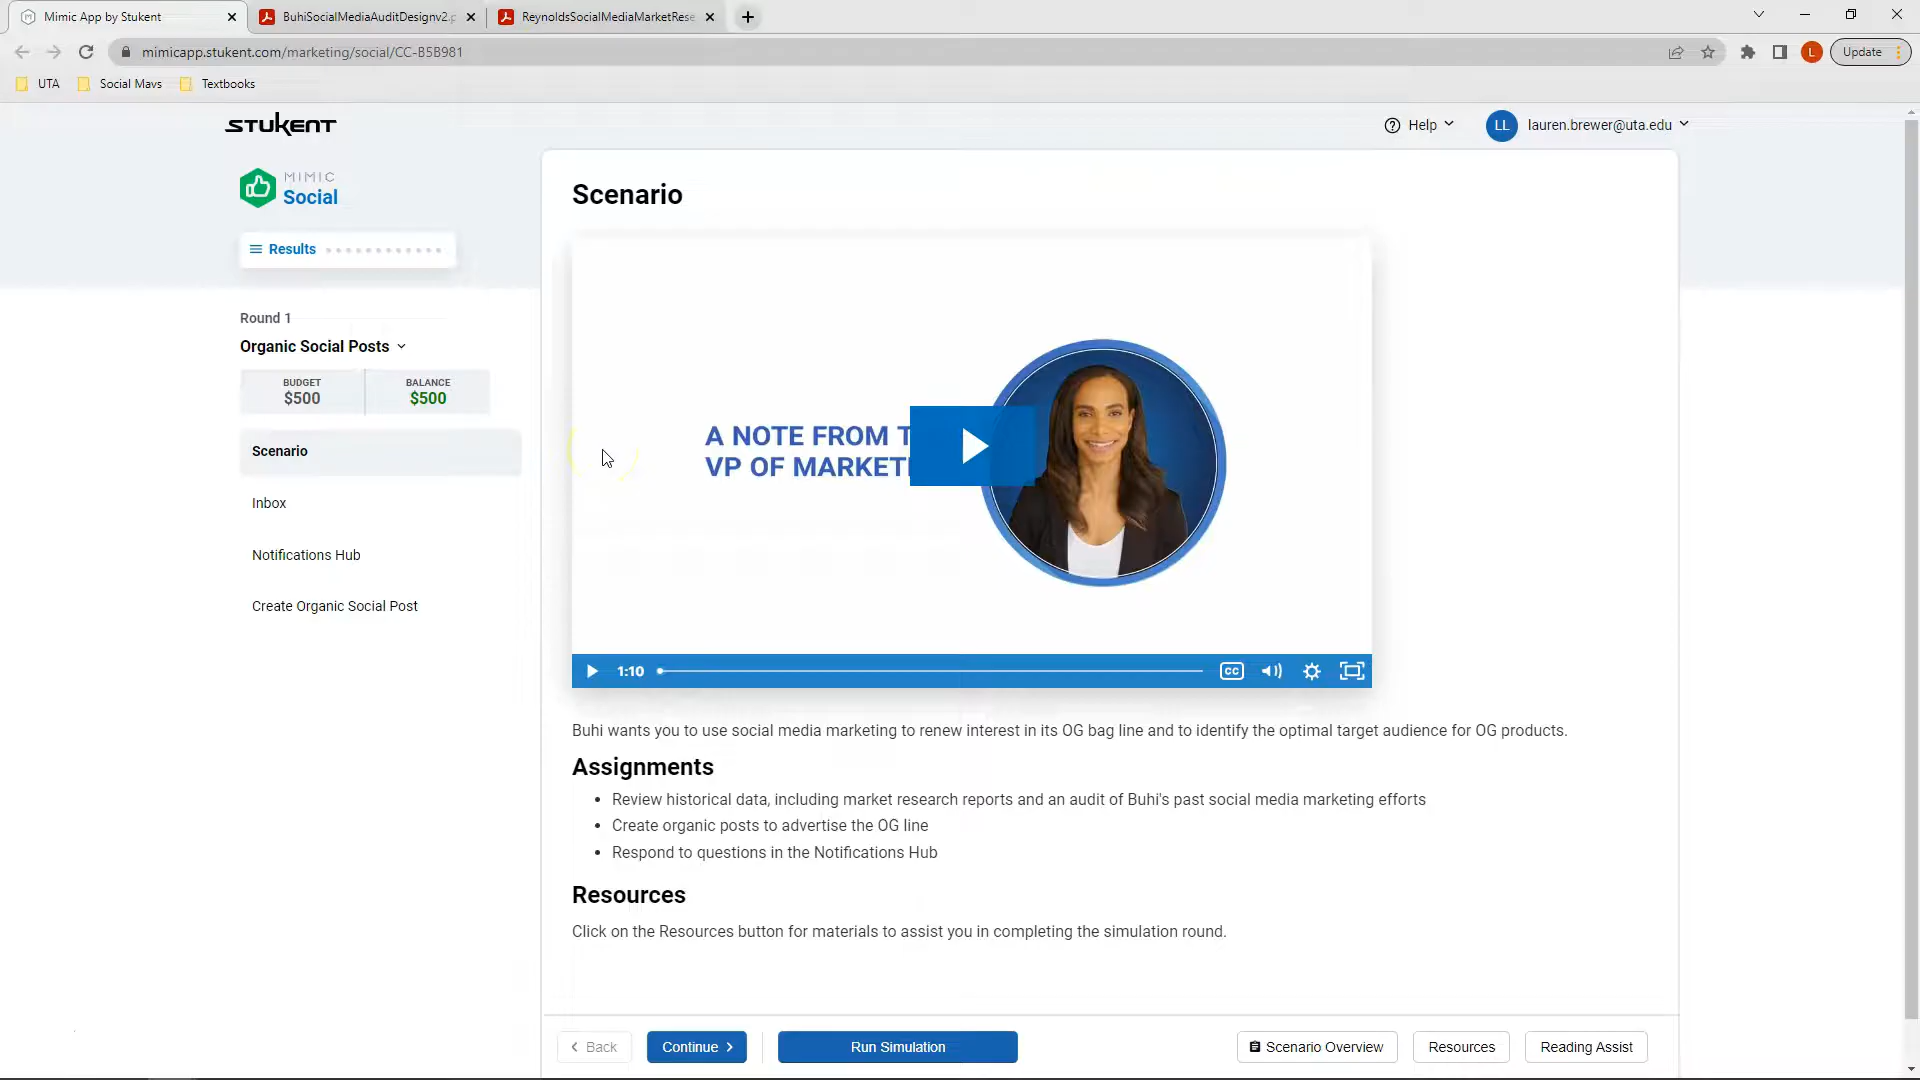 Mimic App by Stukent
BuhiSocialMediaAuditDesignv2.p
ReynoldsSocialMediaMarketRese
mimicapp.stukent.com/marketing/social/CC-B5B981
L
Update
UTA
Social Mavs
Textbooks
STUKENT
Help
LL
lauren.brewer@uta.edu
MIMIC
Social
Results
Round 1
Organic Social Posts
BUDGET
$500
BALANCE
$500
Scenario
Inbox
Notifications Hub
Create Organic Social Post
Scenario
A NOTE FROM T
VP OF MARKET
1:10
CC
Buhi wants you to use social media marketing to renew interest in its OG bag line and to identify the optimal target audience for OG products.
Assignments
• Review historical data, including market research reports and an audit of Buhi's past social media marketing efforts
• Create organic posts to advertise the OG line
• Respond to questions in the Notifications Hub
Resources
Click on the Resources button for materials to assist you in completing the simulation round.
Back
Continue
Run Simulation
Scenario Overview
Resources
Reading Assist